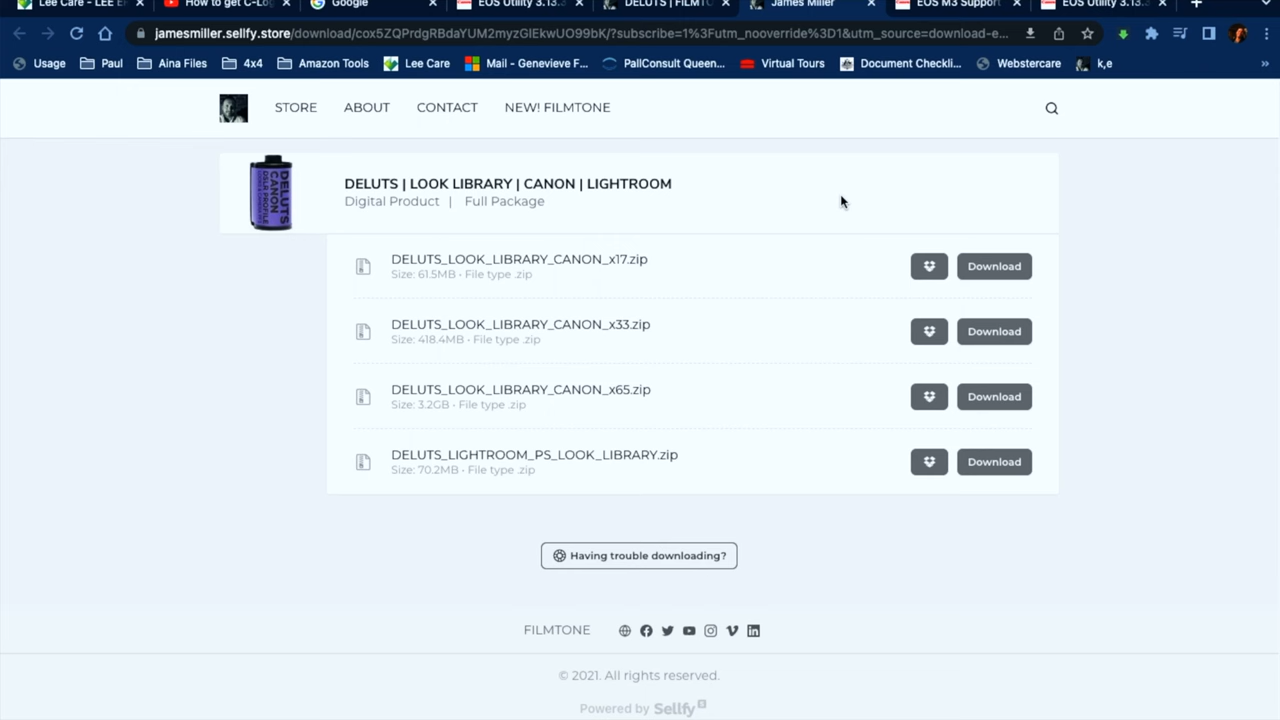 Lee Care - LEE E
How to get C-Log
Google
EOS Utility 3.13.
DELUTS | FILMTO
James Miller
EOS M3 Support
EOS Utility 3.13.
jamesmiller.sellfy.store/download/cox5ZQPrdgRBdaYUM2myzGlEkwUO99bK/?subscribe=1%3Futm_nooverride%3D1&utm_source=download-e...
Usage Paul Aina Files 4x4 Amazon Tools Lee Care Mail - Genevieve F... PallConsult Queen... Virtual Tours Document Checkli... Webstercare k,e »
STORE ABOUT CONTACT NEW! FILMTONE
DELUTS CANON
DSLR PROFILE
DELUTS | LOOK LIBRARY | CANON | LIGHTROOM
Digital Product | Full Package
DELUTS_LOOK_LIBRARY_CANON_x17.zip
Size: 61.5MB • File type .zip
Download
DELUTS_LOOK_LIBRARY_CANON_x33.zip
Size: 418.4MB • File type .zip
Download
DELUTS_LOOK_LIBRARY_CANON_x65.zip
Size: 3.2GB • File type .zip
Download
DELUTS_LIGHTROOM_PS_LOOK_LIBRARY.zip
Size: 70.2MB • File type .zip
Download
Having trouble downloading?
FILMTONE
© 2021. All rights reserved.
Powered by Sellfy